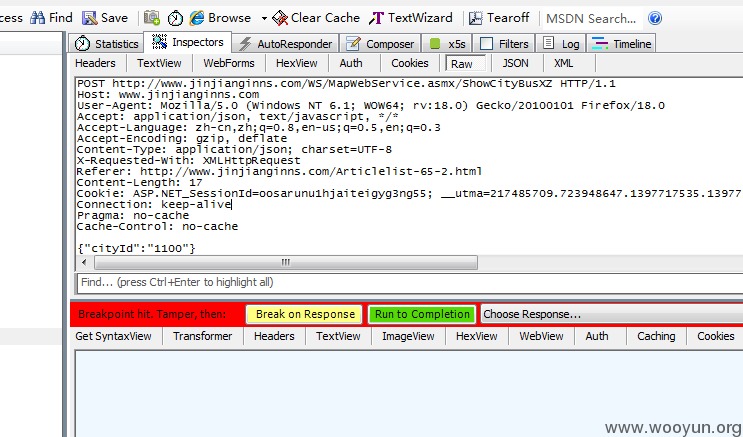 cess Find Save Browse Clear Cache TextWizard Tearoff MSDN Search...
Statistics Inspectors AutoResponder Composer x5s Filters Log Timeline
Headers TextView WebForms HexView Auth Cookies Raw JSON XML
POST http://www.jinjianginns.com/WS/MapWebService.asmx/ShowCityBusXZ HTTP/1.1
Host: www.jinjianginns.com
User-Agent: Mozilla/5.0 (Windows NT 6.1; WOW64; rv:18.0) Gecko/20100101 Firefox/18.0
Accept: application/json, text/javascript, */*
Accept-Language: zh-cn,zh;q=0.8,en-us;q=0.5,en;q=0.3
Accept-Encoding: gzip, deflate
Content-Type: application/json; charset=UTF-8
X-Requested-With: XMLHttpRequest
Referer: http://www.jinjianginns.com/Articlelist-65-2.html
Content-Length: 17
Cookie: ASP.NET_SessionId=oosarunu1hjaiteigyg3ng55; __utma=217485709.723948647.1397717535.13977
Connection: keep-alive
Pragma: no-cache
Cache-Control: no-cache
{"cityId":"1100"}
Find... (press Ctrl+Enter to highlight all)
Breakpoint hit. Tamper, then: Break on Response Run to Completion Choose Response...
Get SyntaxView Transformer Headers TextView ImageView HexView WebView Auth Caching Cookies
www.wooyun.org